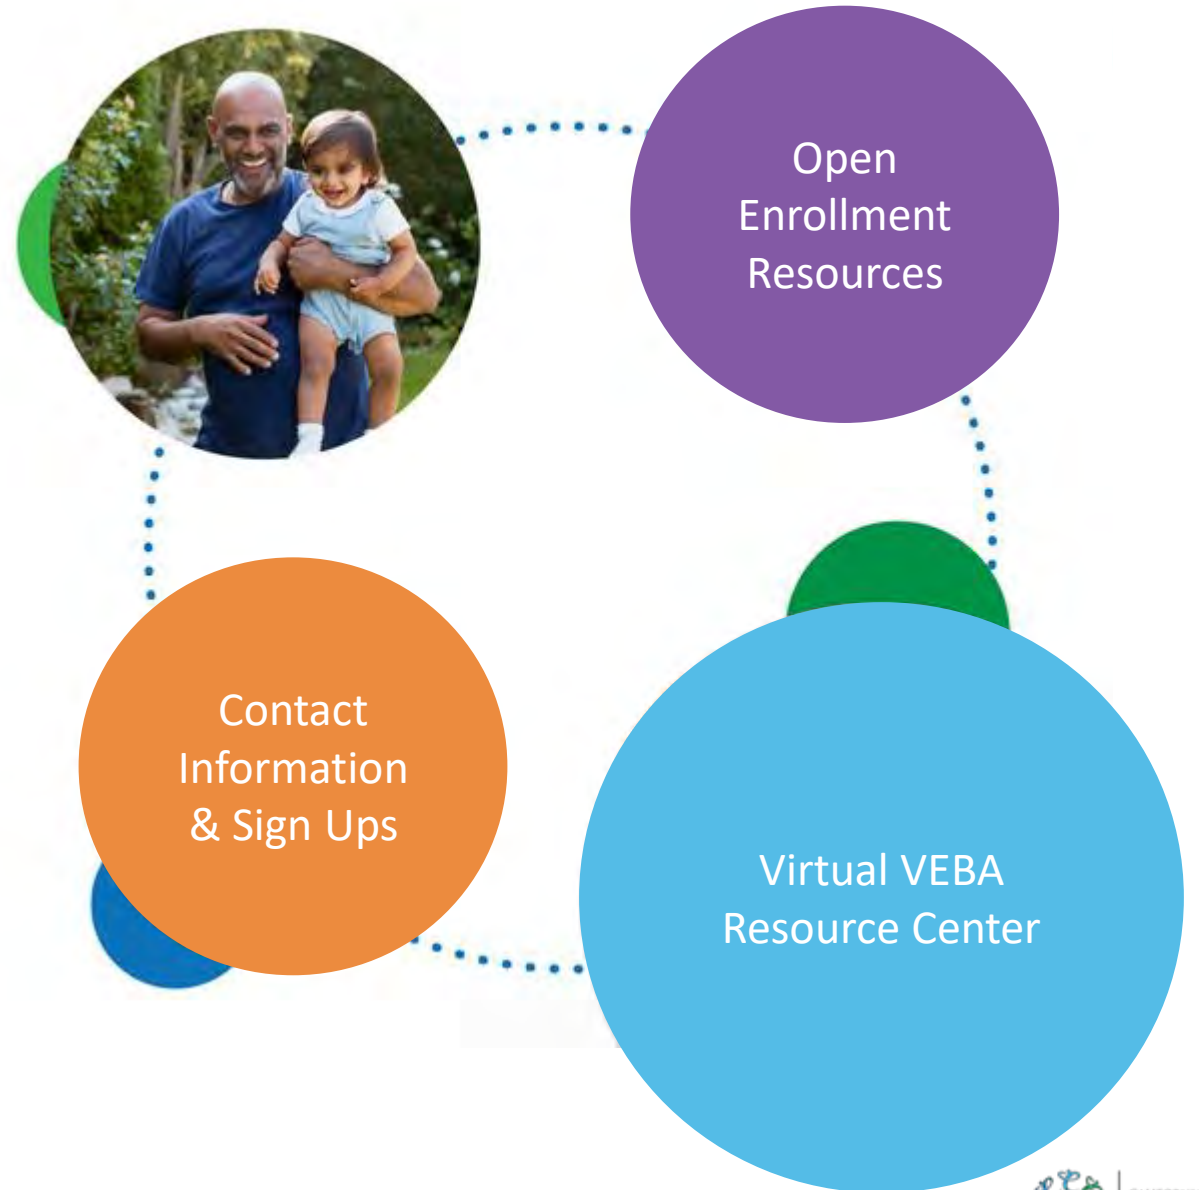 Open
Enrollment
Resources
Contact
Information
& Sign Ups
Virtual VEBA
Resource Center